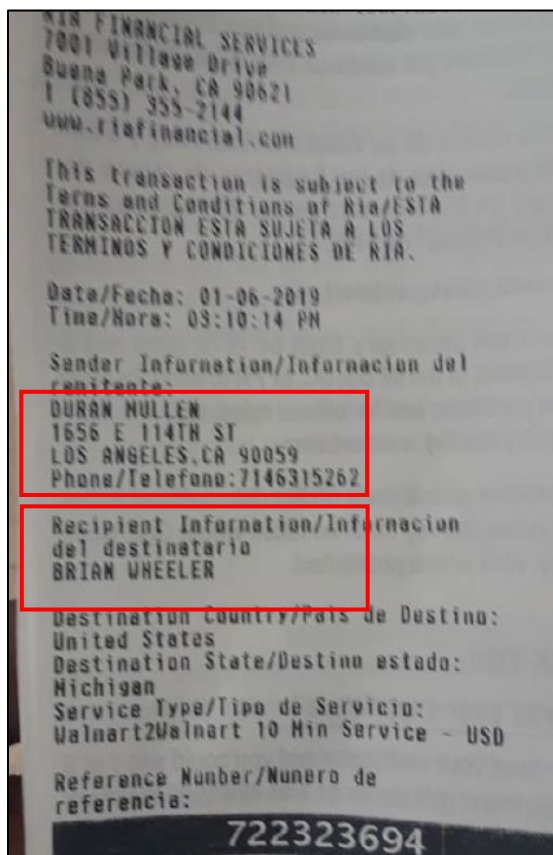 RIA FINANCIAL SERVICES
7001 Village Drive
Buena Park, CA 90621
1 (855) 355-2144
www.riafinancial.com
This transaction is subject to the
Terms and Conditions of Ria/ESTA
TRANSACCION ESTA SUJETA A LOS
TERMINOS Y CONDICIONES DE RIA.
Date/Fecha: 01-06-2019
Time/Hora: 03:10:14 PM
Sender Information/Informacion del
remitente:
DURAN MULLEN
1656 E 114TH ST
LOS ANGELES,CA 90059
Phone/Telefono:7146315262
Recipient Information/Informacion
del destinatario
BRIAN WHEELER
Destination Country/Pais de Destino:
United States
Destination State/Destino estado:
Michigan
Service Type/Tipo de Servicio:
Walmart2Walmart 10 Min Service - USD
Reference Number/Numero de
referencia:
722323694